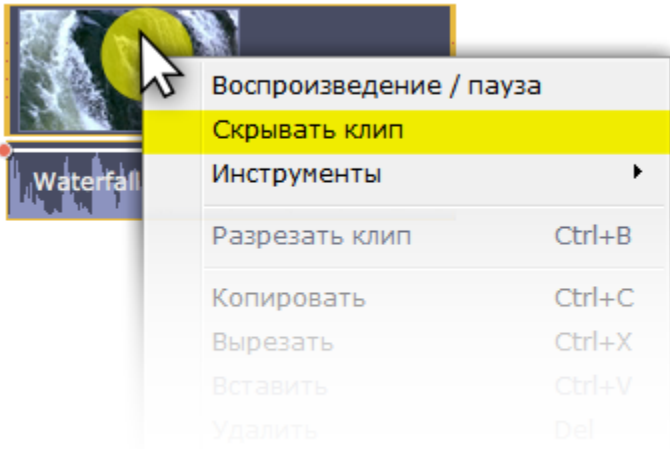 Воспроизведение / пауза
Скрывать клип
Инструменты
Waterfall
Разрезать клип Ctrl+B
Копировать Ctrl+C
Вырезать Ctrl+X
Вставить Ctrl+V
Удалить Del